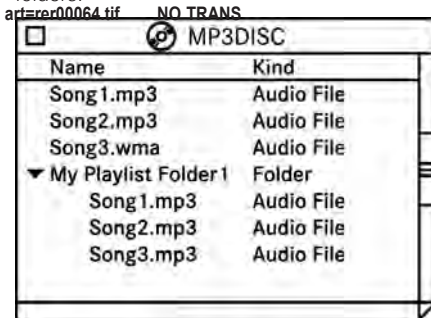 art=rer00064.tif NO TRANS
MP3DISC
Name Kind
Song1.mp3 Audio File
Song2.mp3 Audio File
Song3.wma Audio File
My Playlist Folder1 Folder
Song1.mp3 Audio File
Song2.mp3 Audio File
Song3.mp3 Audio File